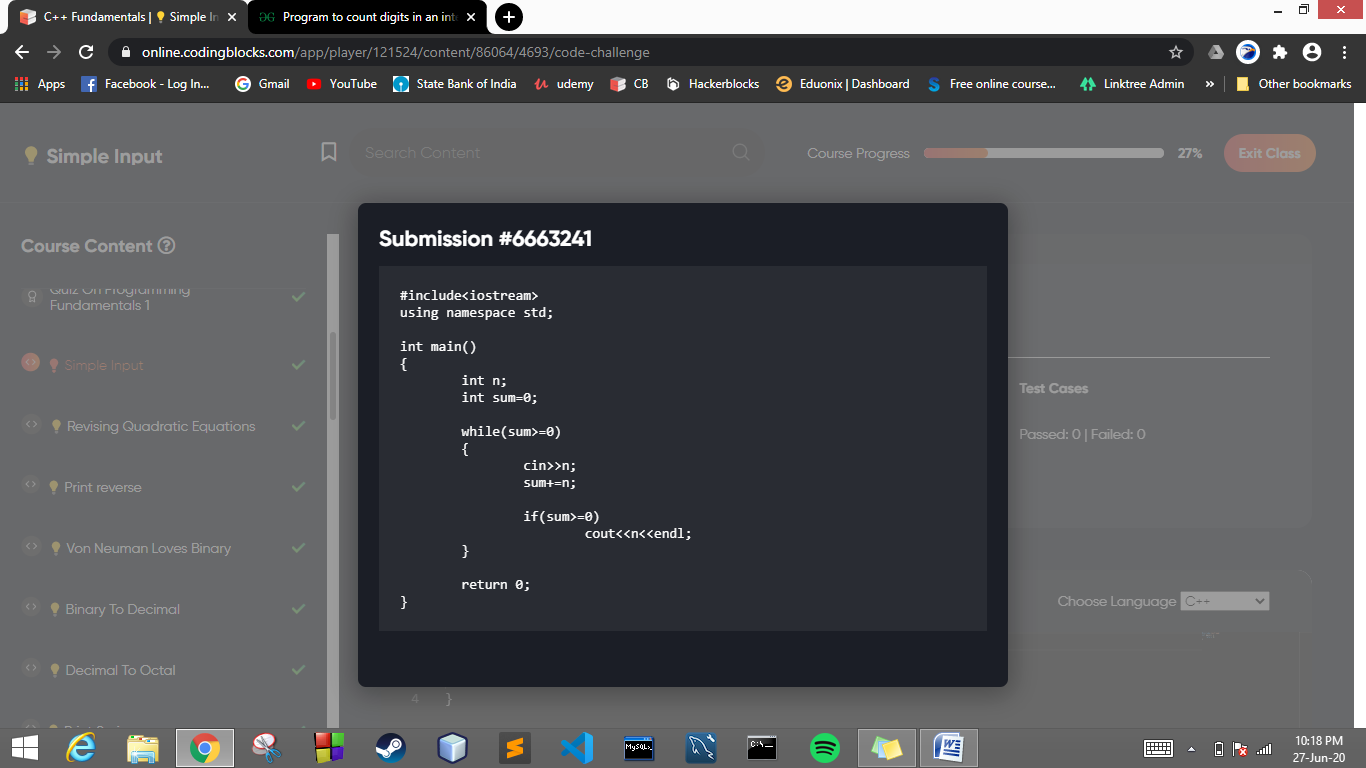 C++ Fundamentals | 💡 Simple In
Program to count digits in an inte
online.codingblocks.com/app/player/121524/content/86064/4693/code-challenge
Apps
Facebook - Log In...
Gmail
YouTube
State Bank of India
udemy
CB
Hackerblocks
Eduonix | Dashboard
Free online course...
Linktree Admin
»
Other bookmarks
💡 Simple Input
Search Content
Course Progress
27%
Exit Class
Course Content
Quiz On Programming
Fundamentals 1
💡 Simple Input
💡 Revising Quadratic Equations
💡 Print reverse
💡 Von Neuman Loves Binary
💡 Binary To Decimal
💡 Decimal To Octal
Submission #6663241
#include<iostream>
using namespace std;
int main()
{
int n;
int sum=0;
while(sum>=0)
{
cin>>n;
sum+=n;
if(sum>=0)
cout<<n<<endl;
}
return 0;
}
Test Cases
Passed: 0 | Failed: 0
Choose Language C++
4 }
10:18 PM
27-Jun-20